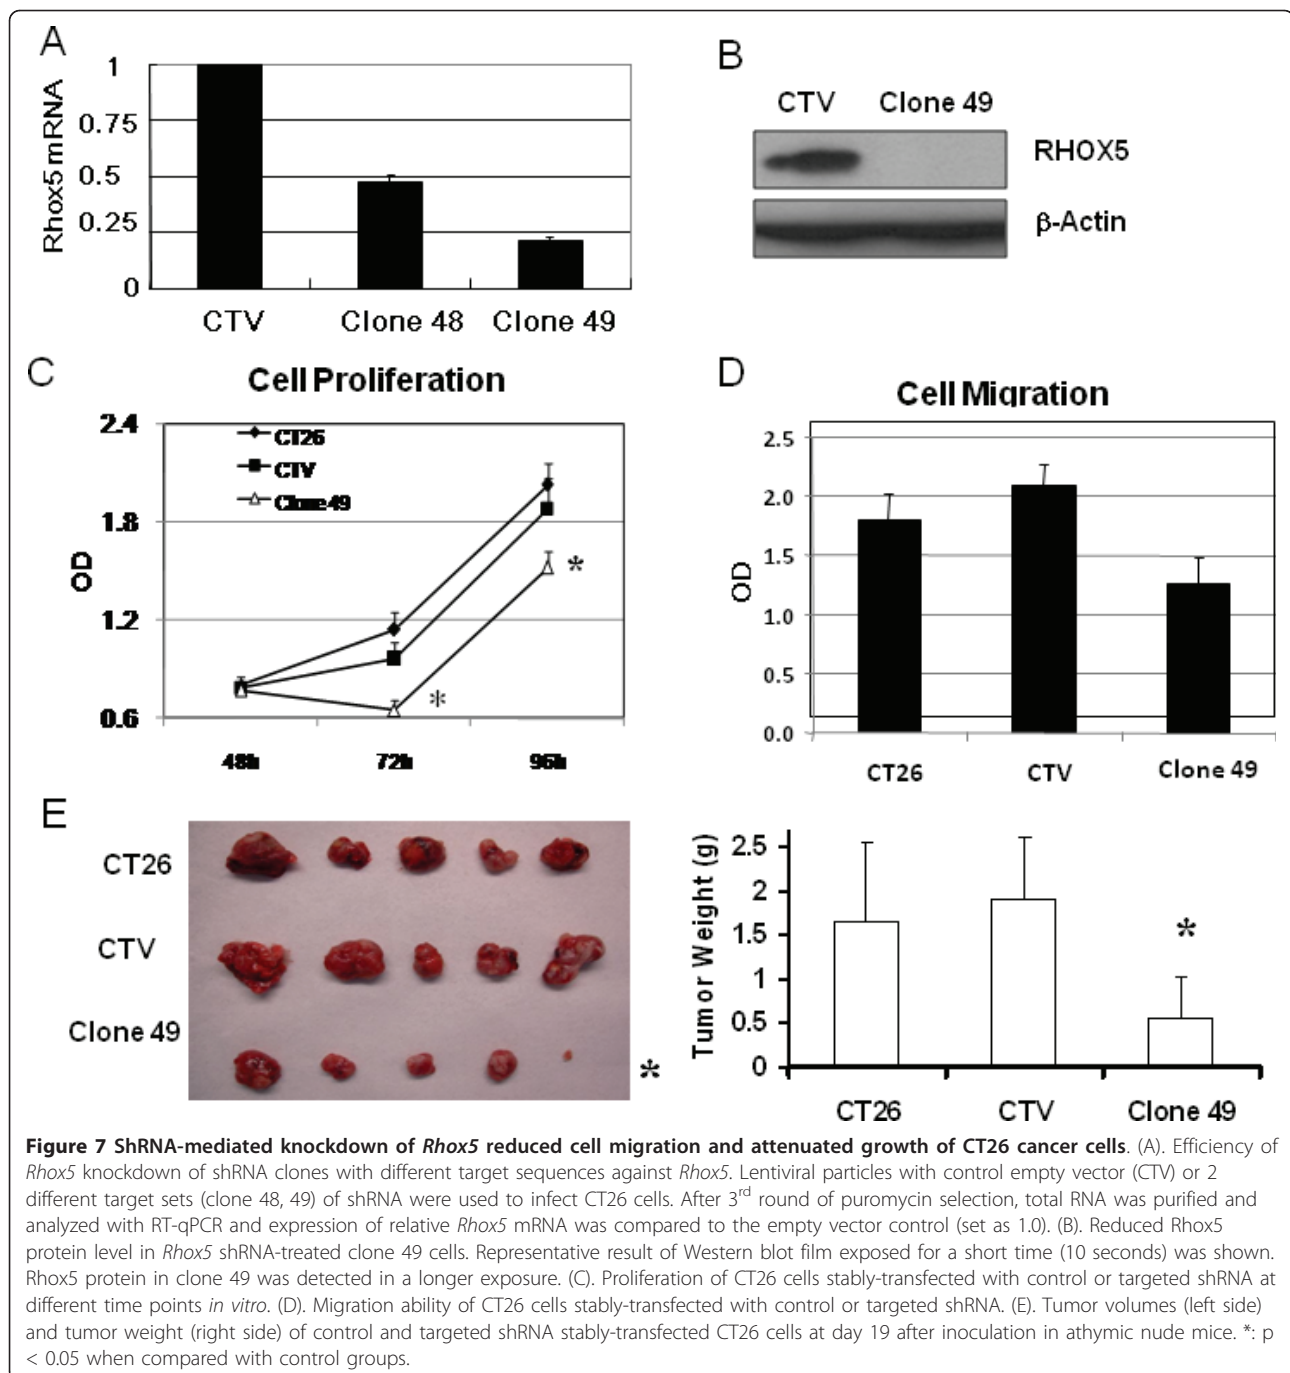 A
Rhox5 mRNA
1
0.75
0.5
0.25
0
CTV Clone 48 Clone 49
B
CTV Clone 49
RHOX5
β-Actin
C
Cell Proliferation
OD
2.4
1.8
1.2
0.6
CT26
CTV
Clone 49
*
*
48h 72h 96h
D
Cell Migration
OD
2.5
2.0
1.5
1.0
0.5
0.0
CT26 CTV Clone 49
E
CT26
CTV
Clone 49
*
Tumor Weight (g)
2.5
2
1.5
1
0.5
0
*
CT26 CTV Clone 49
Figure 7 ShRNA-mediated knockdown of Rhox5 reduced cell migration and attenuated growth of CT26 cancer cells. (A). Efficiency of
Rhox5 knockdown of shRNA clones with different target sequences against Rhox5. Lentiviral particles with control empty vector (CTV) or 2
different target sets (clone 48, 49) of shRNA were used to infect CT26 cells. After 3rd round of puromycin selection, total RNA was purified and
analyzed with RT-qPCR and expression of relative Rhox5 mRNA was compared to the empty vector control (set as 1.0). (B). Reduced Rhox5
protein level in Rhox5 shRNA-treated clone 49 cells. Representative result of Western blot film exposed for a short time (10 seconds) was shown.
Rhox5 protein in clone 49 was detected in a longer exposure. (C). Proliferation of CT26 cells stably-transfected with control or targeted shRNA at
different time points in vitro. (D). Migration ability of CT26 cells stably-transfected with control or targeted shRNA. (E). Tumor volumes (left side)
and tumor weight (right side) of control and targeted shRNA stably-transfected CT26 cells at day 19 after inoculation in athymic nude mice. *: p
< 0.05 when compared with control groups.